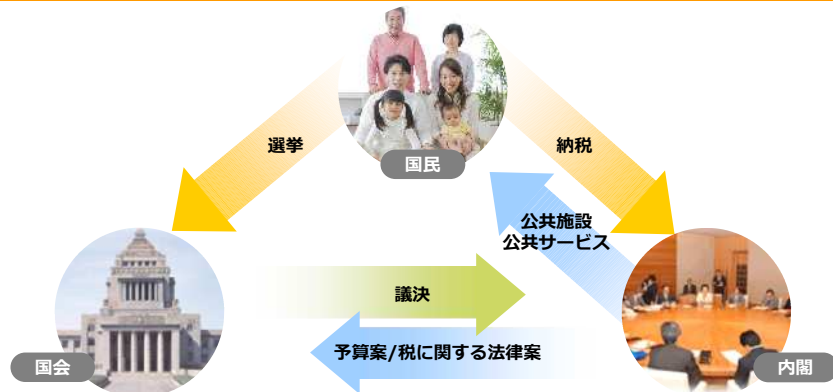 選挙
納税
国民
公共施設
公共サービス
議決
予算案/税に関する法律案
国会
内閣